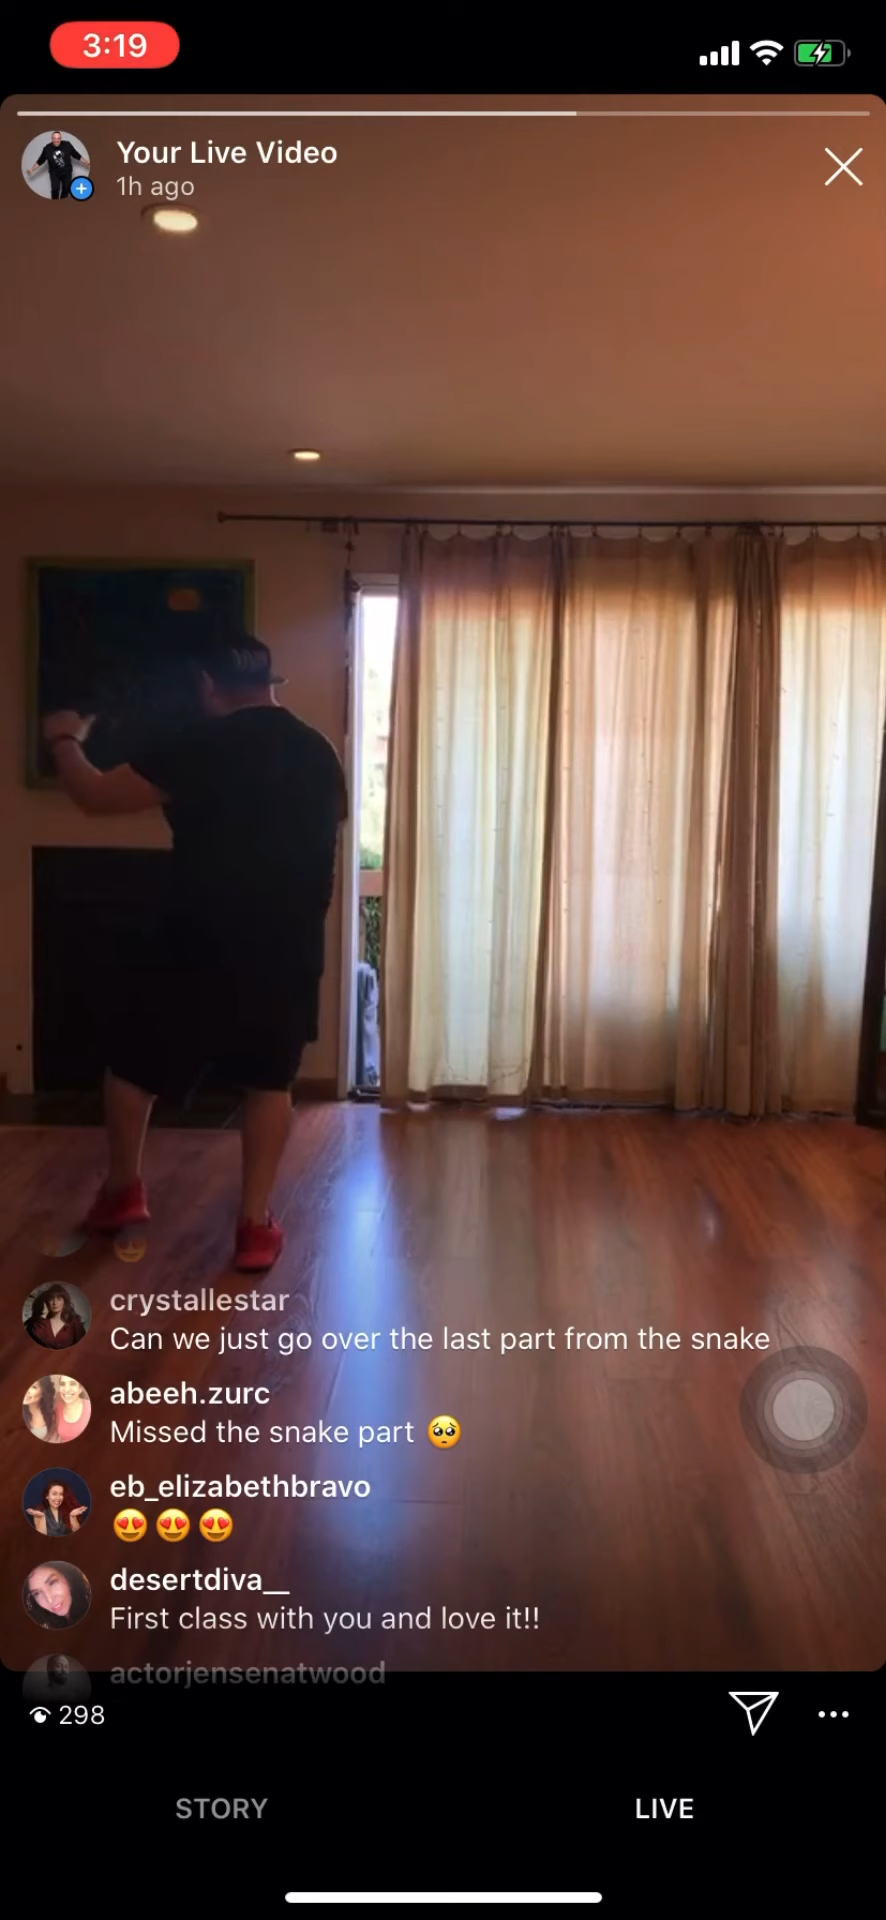 3:19
Your Live Video
1h ago
crystallestar
Can we just go over the last part from the snake
abeeh.zurc
Missed the snake part 🥺
eb_elizabethbravo
😍😍😍
desertdiva__
First class with you and love it!!
actorjensenatwood
298
STORY
LIVE